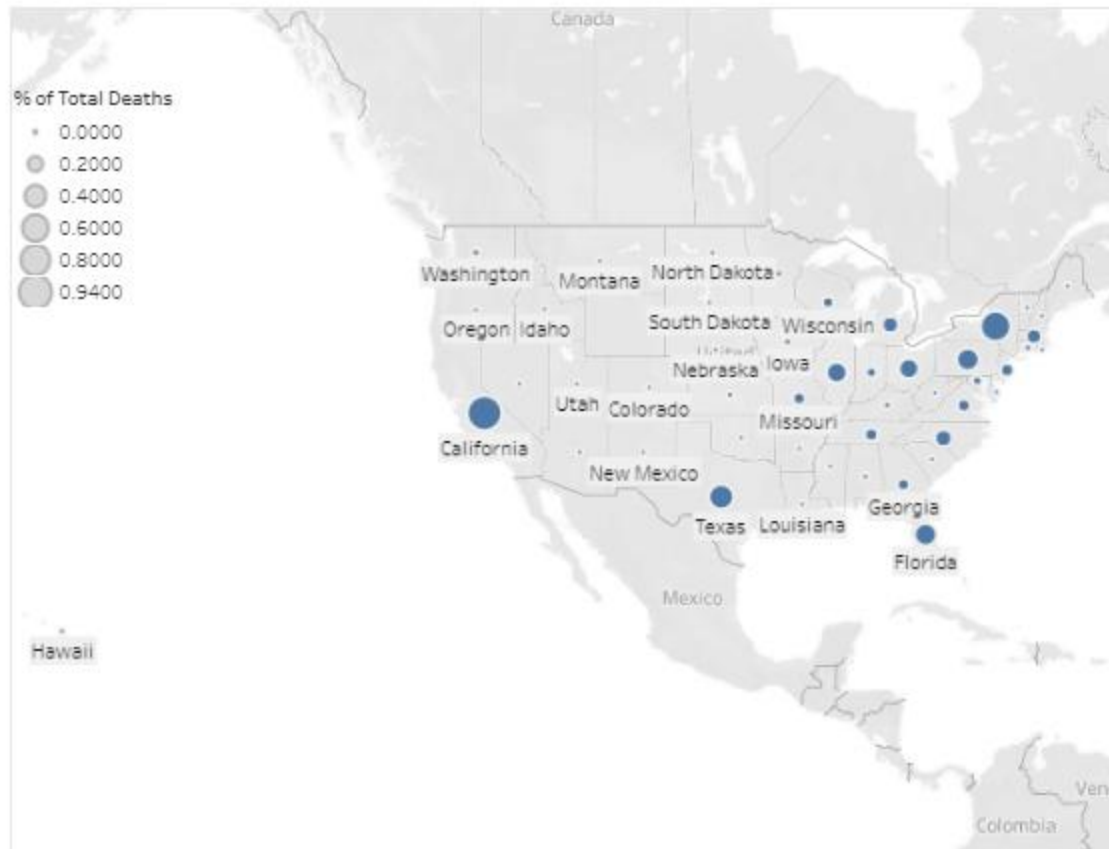 Canada
% of Total Deaths
0.0000
0.2000
0.4000
0.6000
0.8000
0.9400
Washington
Montana
North Dakota
Oregon
Idaho
South Dakota
Wisconsin
Nebraska
Iowa
Utah
Colorado
Missouri
California
New Mexico
Texas
Louisiana
Georgia
Florida
Mexico
Hawaii
Ven
Colombia